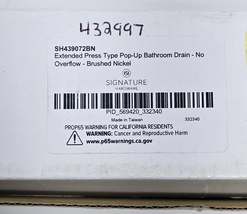 432997
SH439072BN
Extended Press Type Pop-Up Bathroom Drain - No
Overflow - Brushed Nickel
SIGNATURE
HARDWARE
PID_569420_332340
Made in Taiwan
332340
PROP65 WARNING FOR CALIFORNIA RESIDENTS
WARNING: Cancer and Reproductive Harm
www.p65warnings.ca.gov